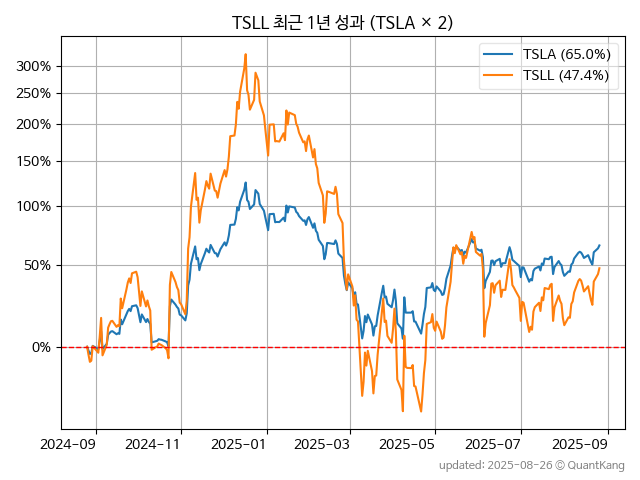 TSLL 최근 1년 성과 (TSLA × 2)
TSLA (65.0%)
TSLL (47.4%)
300%
250%
200%
150%
100%
50%
0%
2024-09 2024-11 2025-01 2025-03 2025-05 2025-07 2025-09
updated: 2025-08-26 © QuantKang